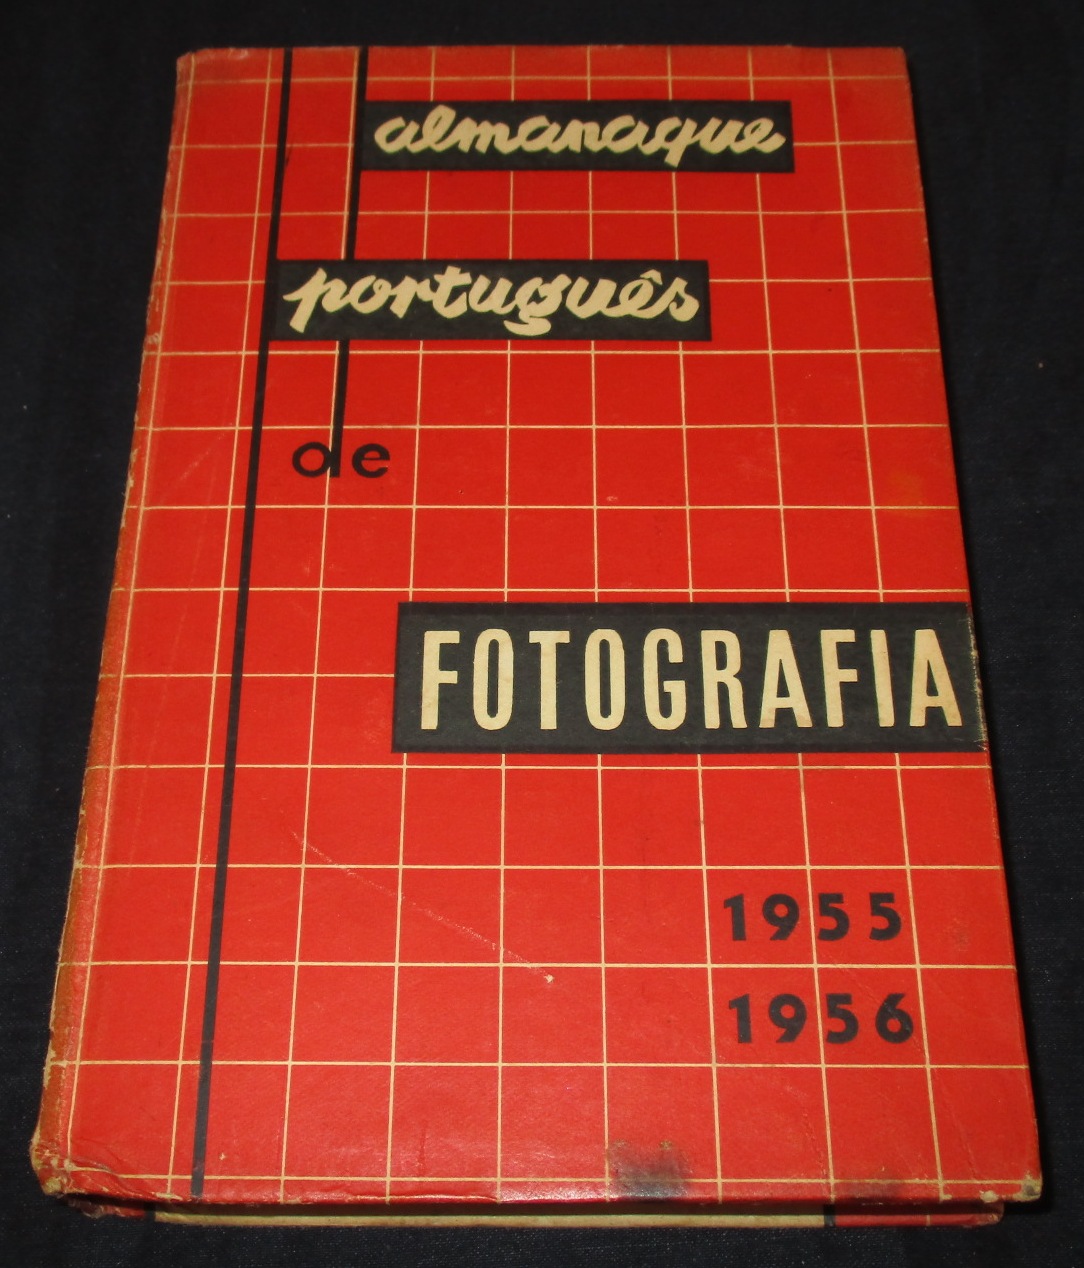 almanaque
português
de
FOTOGRAFIA
1955
1956